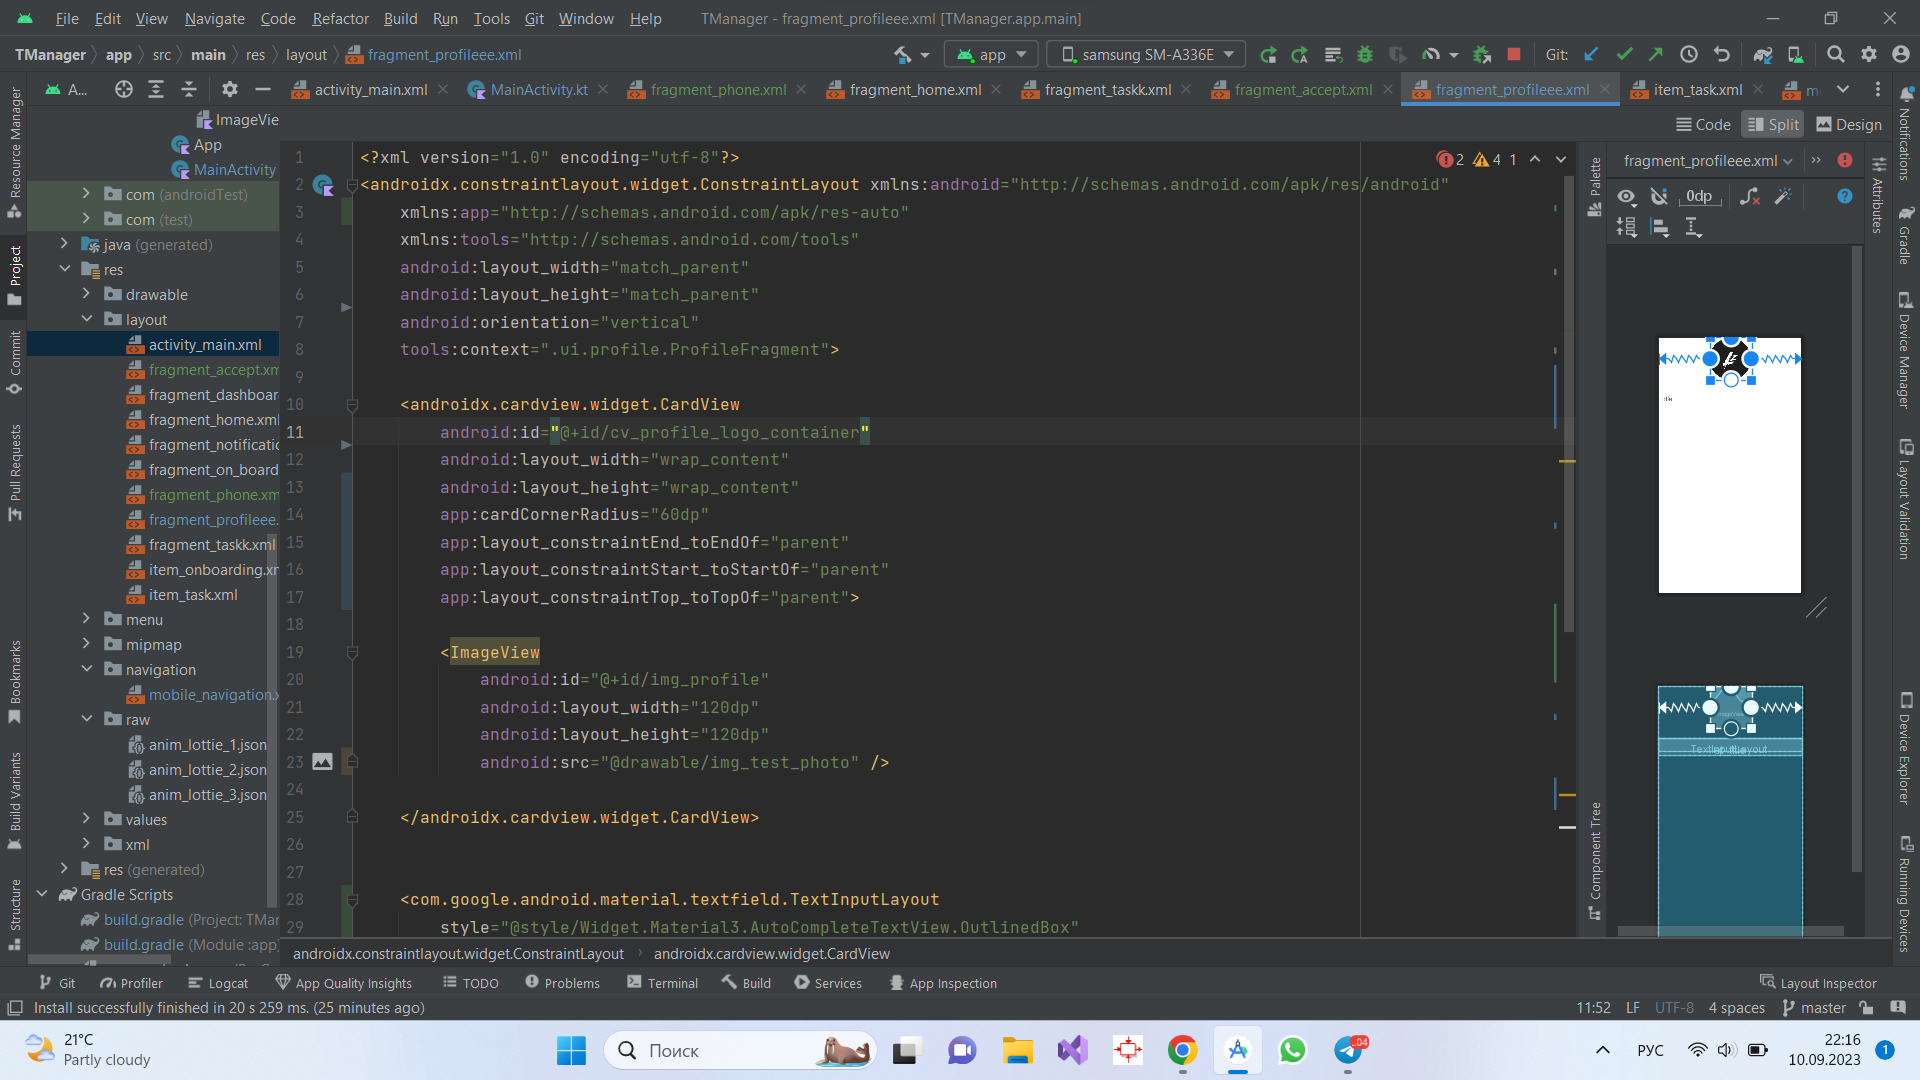 File Edit View Navigate Code Refactor Build Run Tools Git Window Help TManager - fragment_profileee.xml [TManager.app.main]
TManager app src main res layout fragment_profileee.xml app samsung SM-A336E Git:
A... activity_main.xml MainActivity.kt fragment_phone.xml fragment_home.xml fragment_taskk.xml fragment_accept.xml fragment_profileee.xml item_task.xml
Code Split Design
Resource Manager
Project
Commit
Pull Requests
Bookmarks
Build Variants
Structure
ImageVie
App
MainActivity
com (androidTest)
com (test)
java (generated)
res
drawable
layout
activity_main.xml
fragment_accept.xm
fragment_dashboar
fragment_home.xml
fragment_notificatio
fragment_on_board
fragment_phone.xm
fragment_profileee.
fragment_taskk.xml
item_onboarding.xm
item_task.xml
menu
mipmap
navigation
mobile_navigation.x
raw
anim_lottie_1.json
anim_lottie_2.json
anim_lottie_3.json
values
xml
res (generated)
Gradle Scripts
build.gradle (Project: TMar
build.gradle (Module :app)
2 4 1
1 <?xml version="1.0" encoding="utf-8"?>
2 <androidx.constraintlayout.widget.ConstraintLayout xmlns:android="http://schemas.android.com/apk/res/android"
3 xmlns:app="http://schemas.android.com/apk/res-auto"
4 xmlns:tools="http://schemas.android.com/tools"
5 android:layout_width="match_parent"
6 android:layout_height="match_parent"
7 android:orientation="vertical"
8 tools:context=".ui.profile.ProfileFragment">
9
10 <androidx.cardview.widget.CardView
11 android:id="@+id/cv_profile_logo_container"
12 android:layout_width="wrap_content"
13 android:layout_height="wrap_content"
14 app:cardCornerRadius="60dp"
15 app:layout_constraintEnd_toEndOf="parent"
16 app:layout_constraintStart_toStartOf="parent"
17 app:layout_constraintTop_toTopOf="parent">
18
19 <ImageView
20 android:id="@+id/img_profile"
21 android:layout_width="120dp"
22 android:layout_height="120dp"
23 android:src="@drawable/img_test_photo" />
24
25 </androidx.cardview.widget.CardView>
26
27
28 <com.google.android.material.textfield.TextInputLayout
29 style="@style/Widget.Material3.AutoCompleteTextView.OutlinedBox"
androidx.constraintlayout.widget.ConstraintLayout androidx.cardview.widget.CardView
Palette
Component Tree
fragment_profileee.xml
0dp
Attributes
Notifications
Gradle
Device Manager
Layout Validation
Device Explorer
Running Devices
Git Profiler Logcat App Quality Insights TODO Problems Terminal Build Services App Inspection Layout Inspector
Install successfully finished in 20 s 259 ms. (25 minutes ago) 11:52 LF UTF-8 4 spaces master
21°C
Partly cloudy
Поиск
04
РУС
22:16
10.09.2023
1